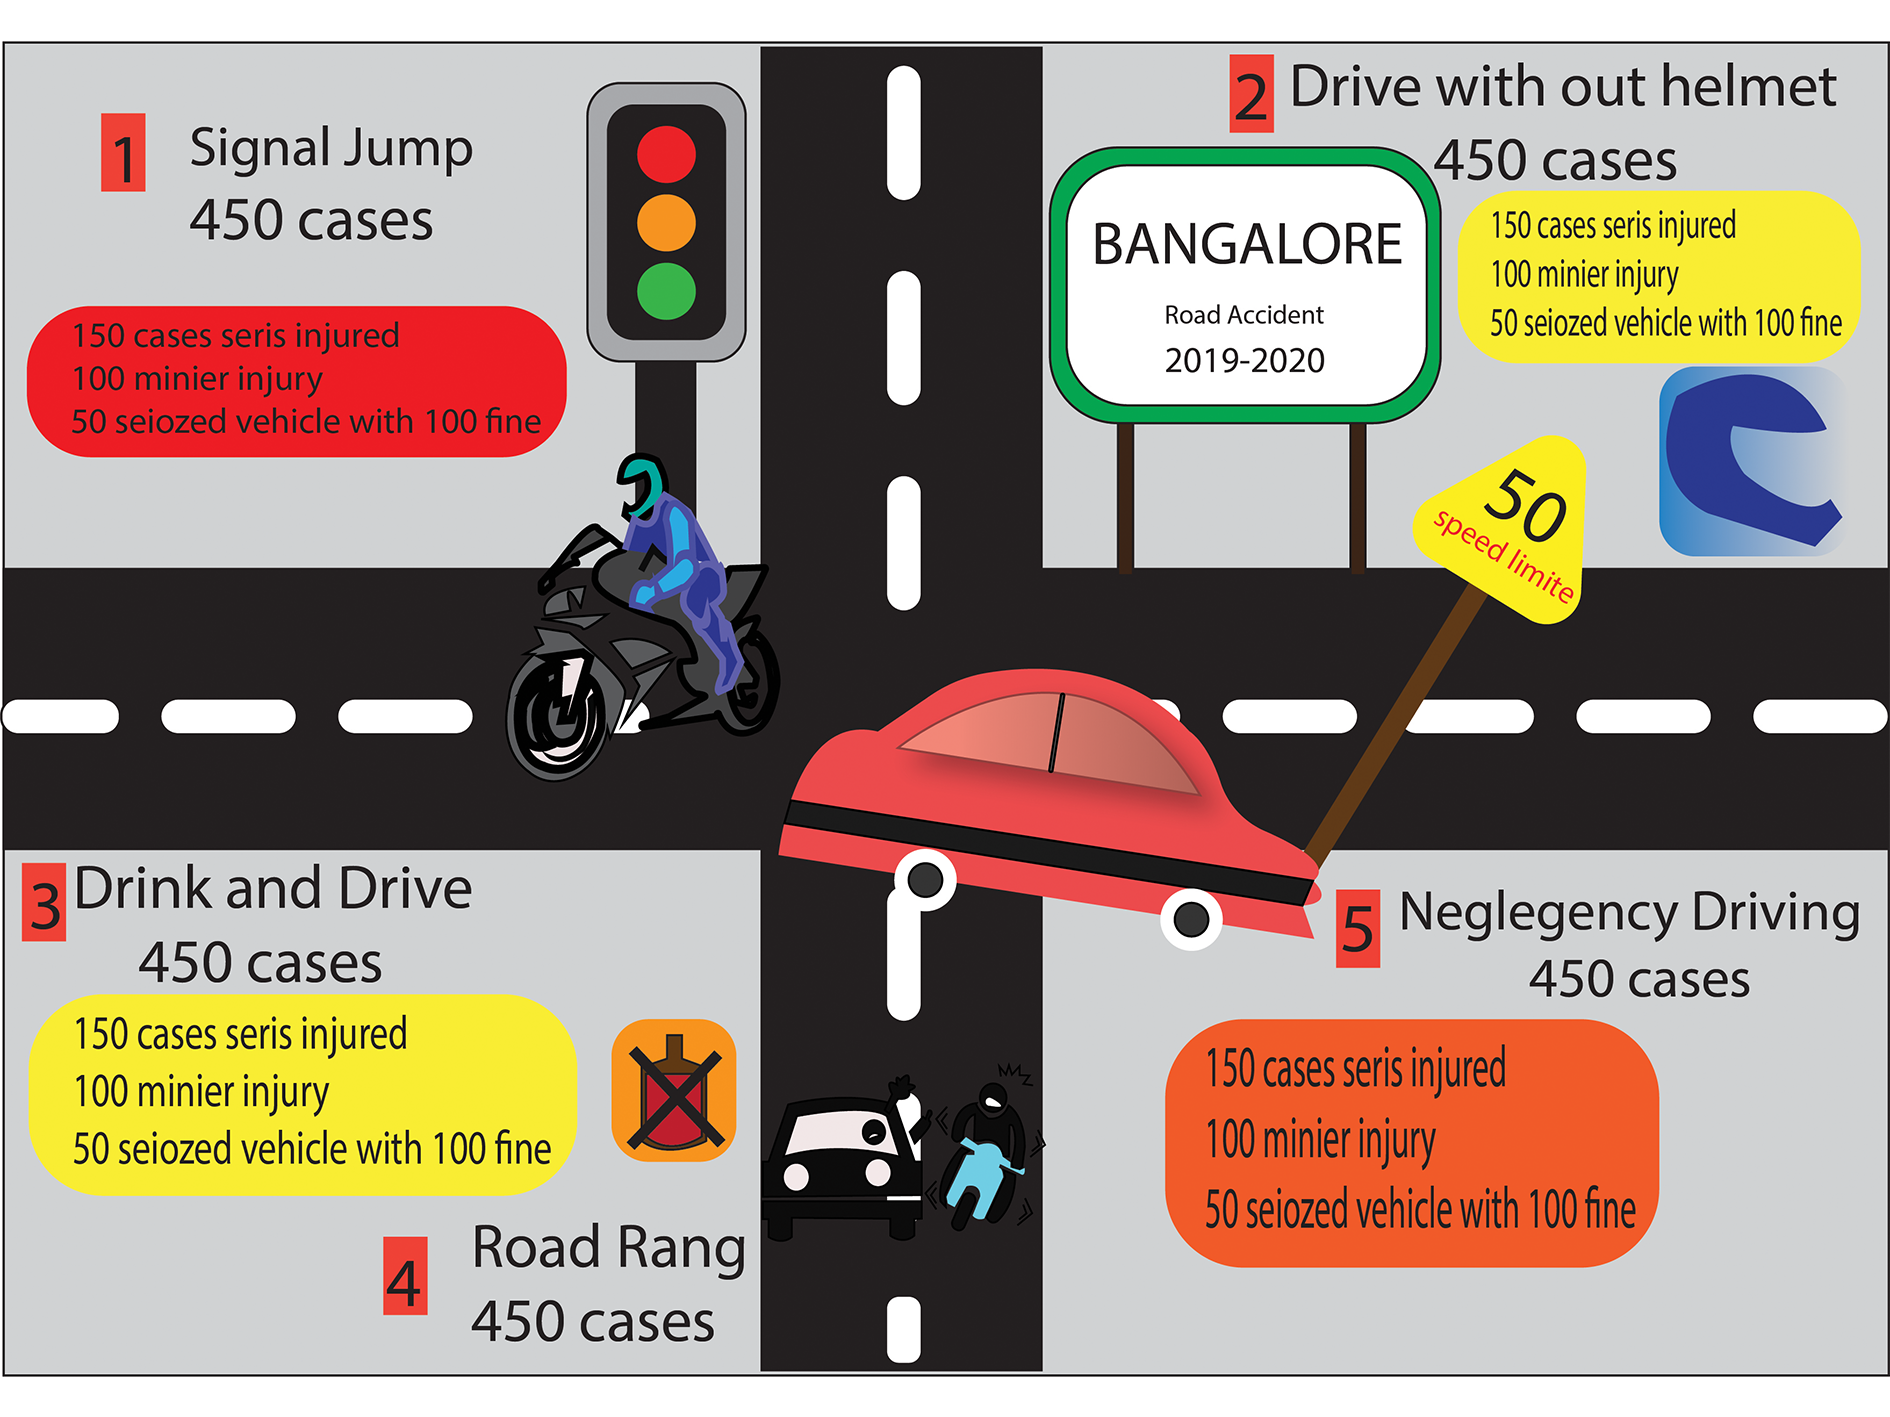 1
Signal Jump
450 cases
150 cases seris injured
100 minier injury
50 seiozed vehicle with 100 fine
2
Drive with out helmet
450 cases
150 cases seris injured
100 minier injury
50 seiozed vehicle with 100 fine
BANGALORE
Road Accident
2019-2020
50
speed limite
3
Drink and Drive
450 cases
150 cases seris injured
100 minier injury
50 seiozed vehicle with 100 fine
4
Road Rang
450 cases
5
Neglegency Driving
450 cases
150 cases seris injured
100 minier injury
50 seiozed vehicle with 100 fine